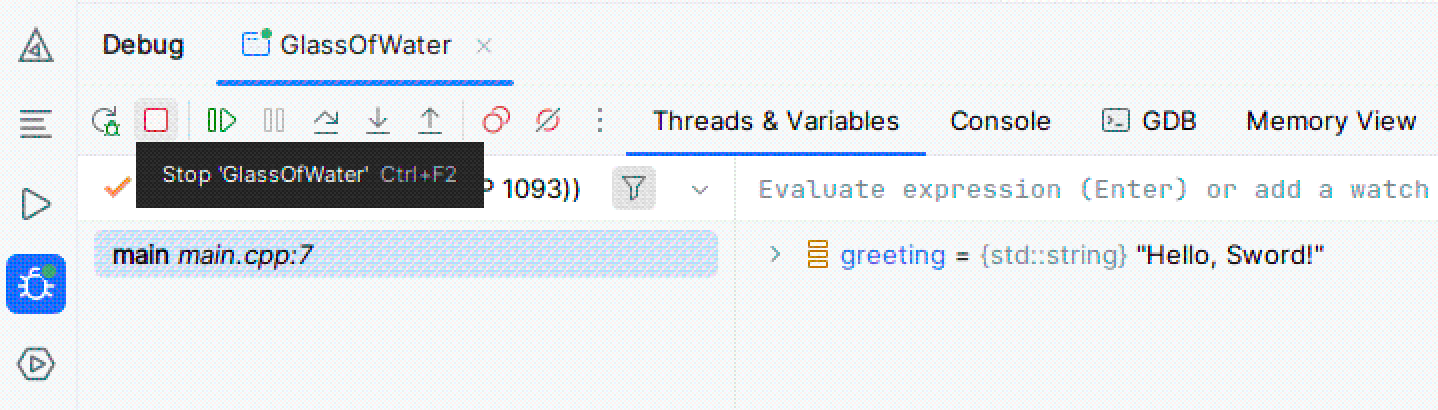 Debug GlassOfWater
Threads & Variables Console GDB Memory View
Stop 'GlassOfWater' Ctrl+F2
1093)) Evaluate expression (Enter) or add a watch
main main.cpp:7 greeting = {std::string} "Hello, Sword!"